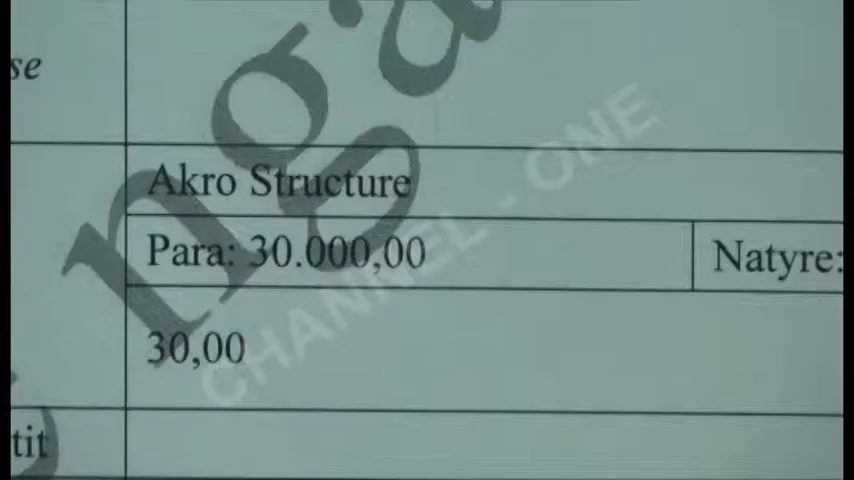 se
Akro Structure
Para: 30.000,00
Natyre:
30,00
tit
CHANNEL - ONE